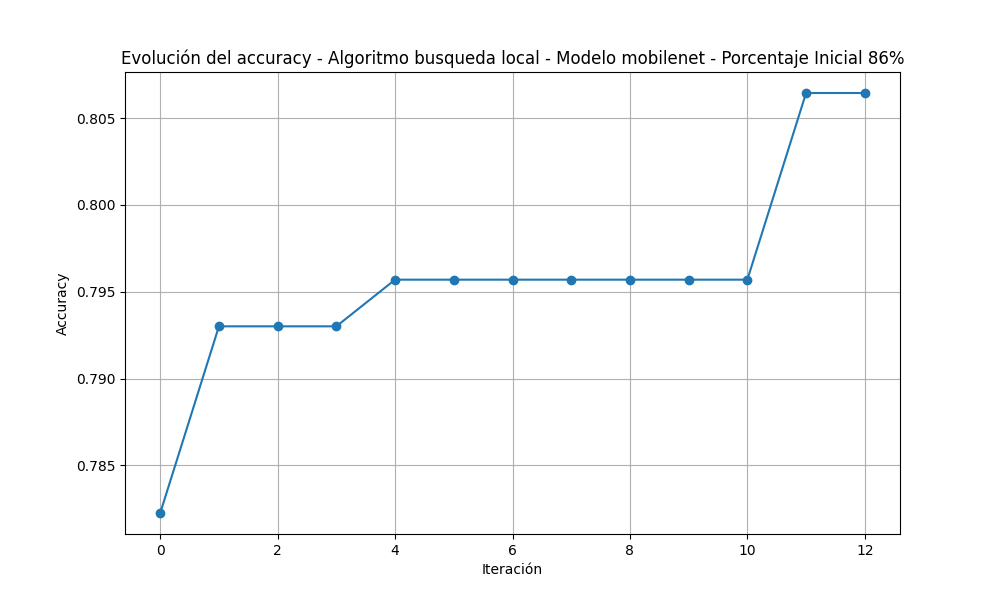 Evolución del accuracy - Algoritmo busqueda local - Modelo mobilenet - Porcentaje Inicial 86%
0.805
0.800
0.795
0.790
0.785
Accuracy
0 2 4 6 8 10 12
Iteración